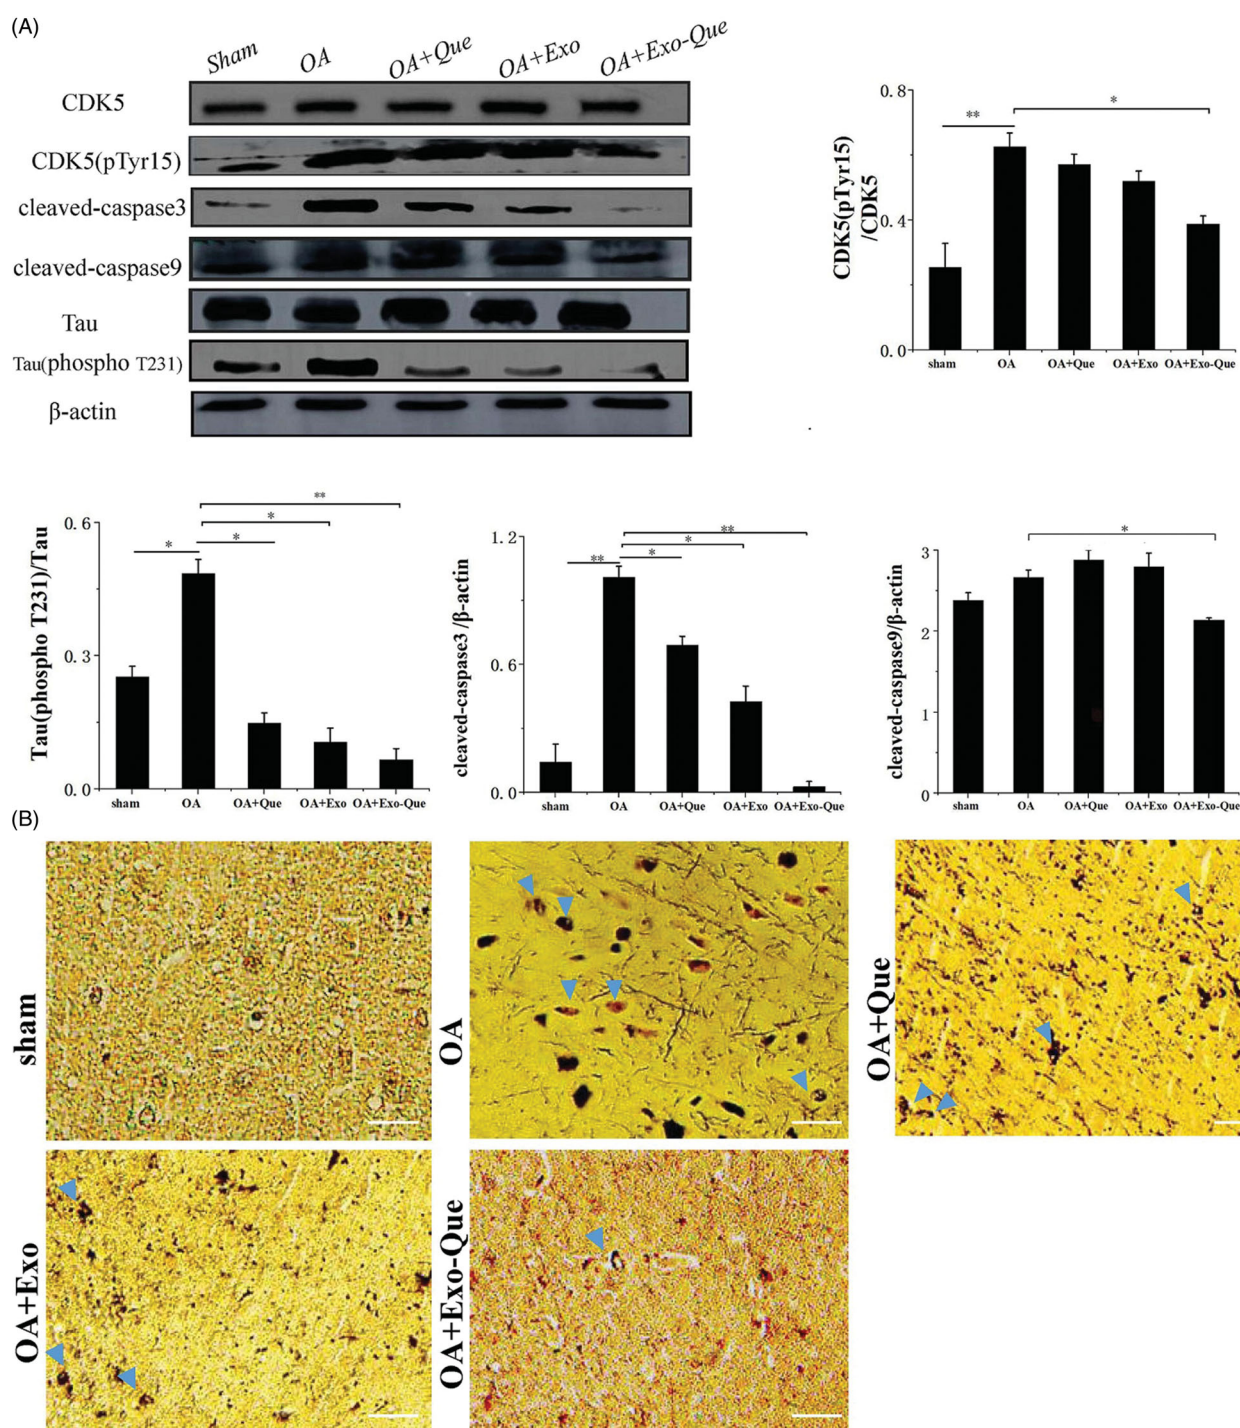 (A)
Sham OA OA+Que OA+Exo OA+Exo-Que
CDK5
CDK5(pTyr15)
cleaved-caspase3
cleaved-caspase9
Tau
Tau(phospho T231)
β-actin
CDK5(pTyr15)
/CDK5
0.8
0.4
0.0
** *
sham OA OA+Que OA+Exo OA+Exo-Que
Tau(phospho T231)/Tau
0.6
0.3
0.0
**
*
* *
sham OA OA+Que OA+Exo OA+Exo-Que
cleaved-caspase3/β-actin
1.2
0.6
0.0
**
*
** *
sham OA OA+Que OA+Exo OA+Exo-Que
cleaved-caspase9/β-actin
3
2
1
0
*
sham OA OA+Que OA+Exo OA+Exo-Que
(B)
sham
OA
OA+Que
OA+Exo
OA+Exo-Que